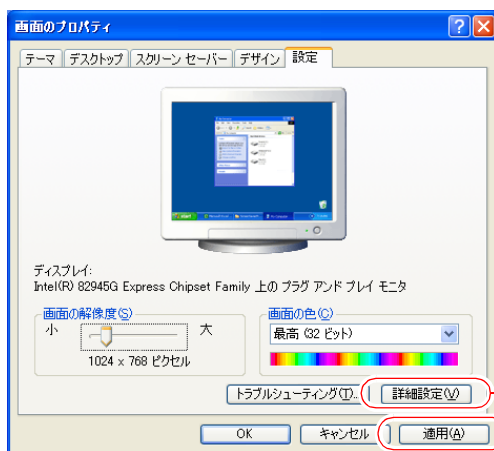 画面のプロパティ
テーマ デスクトップ スクリーン セーバー デザイン 設定
ディスプレイ:
Intel(R) 82945G Express Chipset Family 上の プラグ アンド プレイ モニタ
画面の解像度(S) 画面の色(C)
小 大 最高 (32 ビット)
1024 x 768 ピクセル
トラブルシューティング(T)... 詳細設定(V)
OK キャンセル 適用(A)